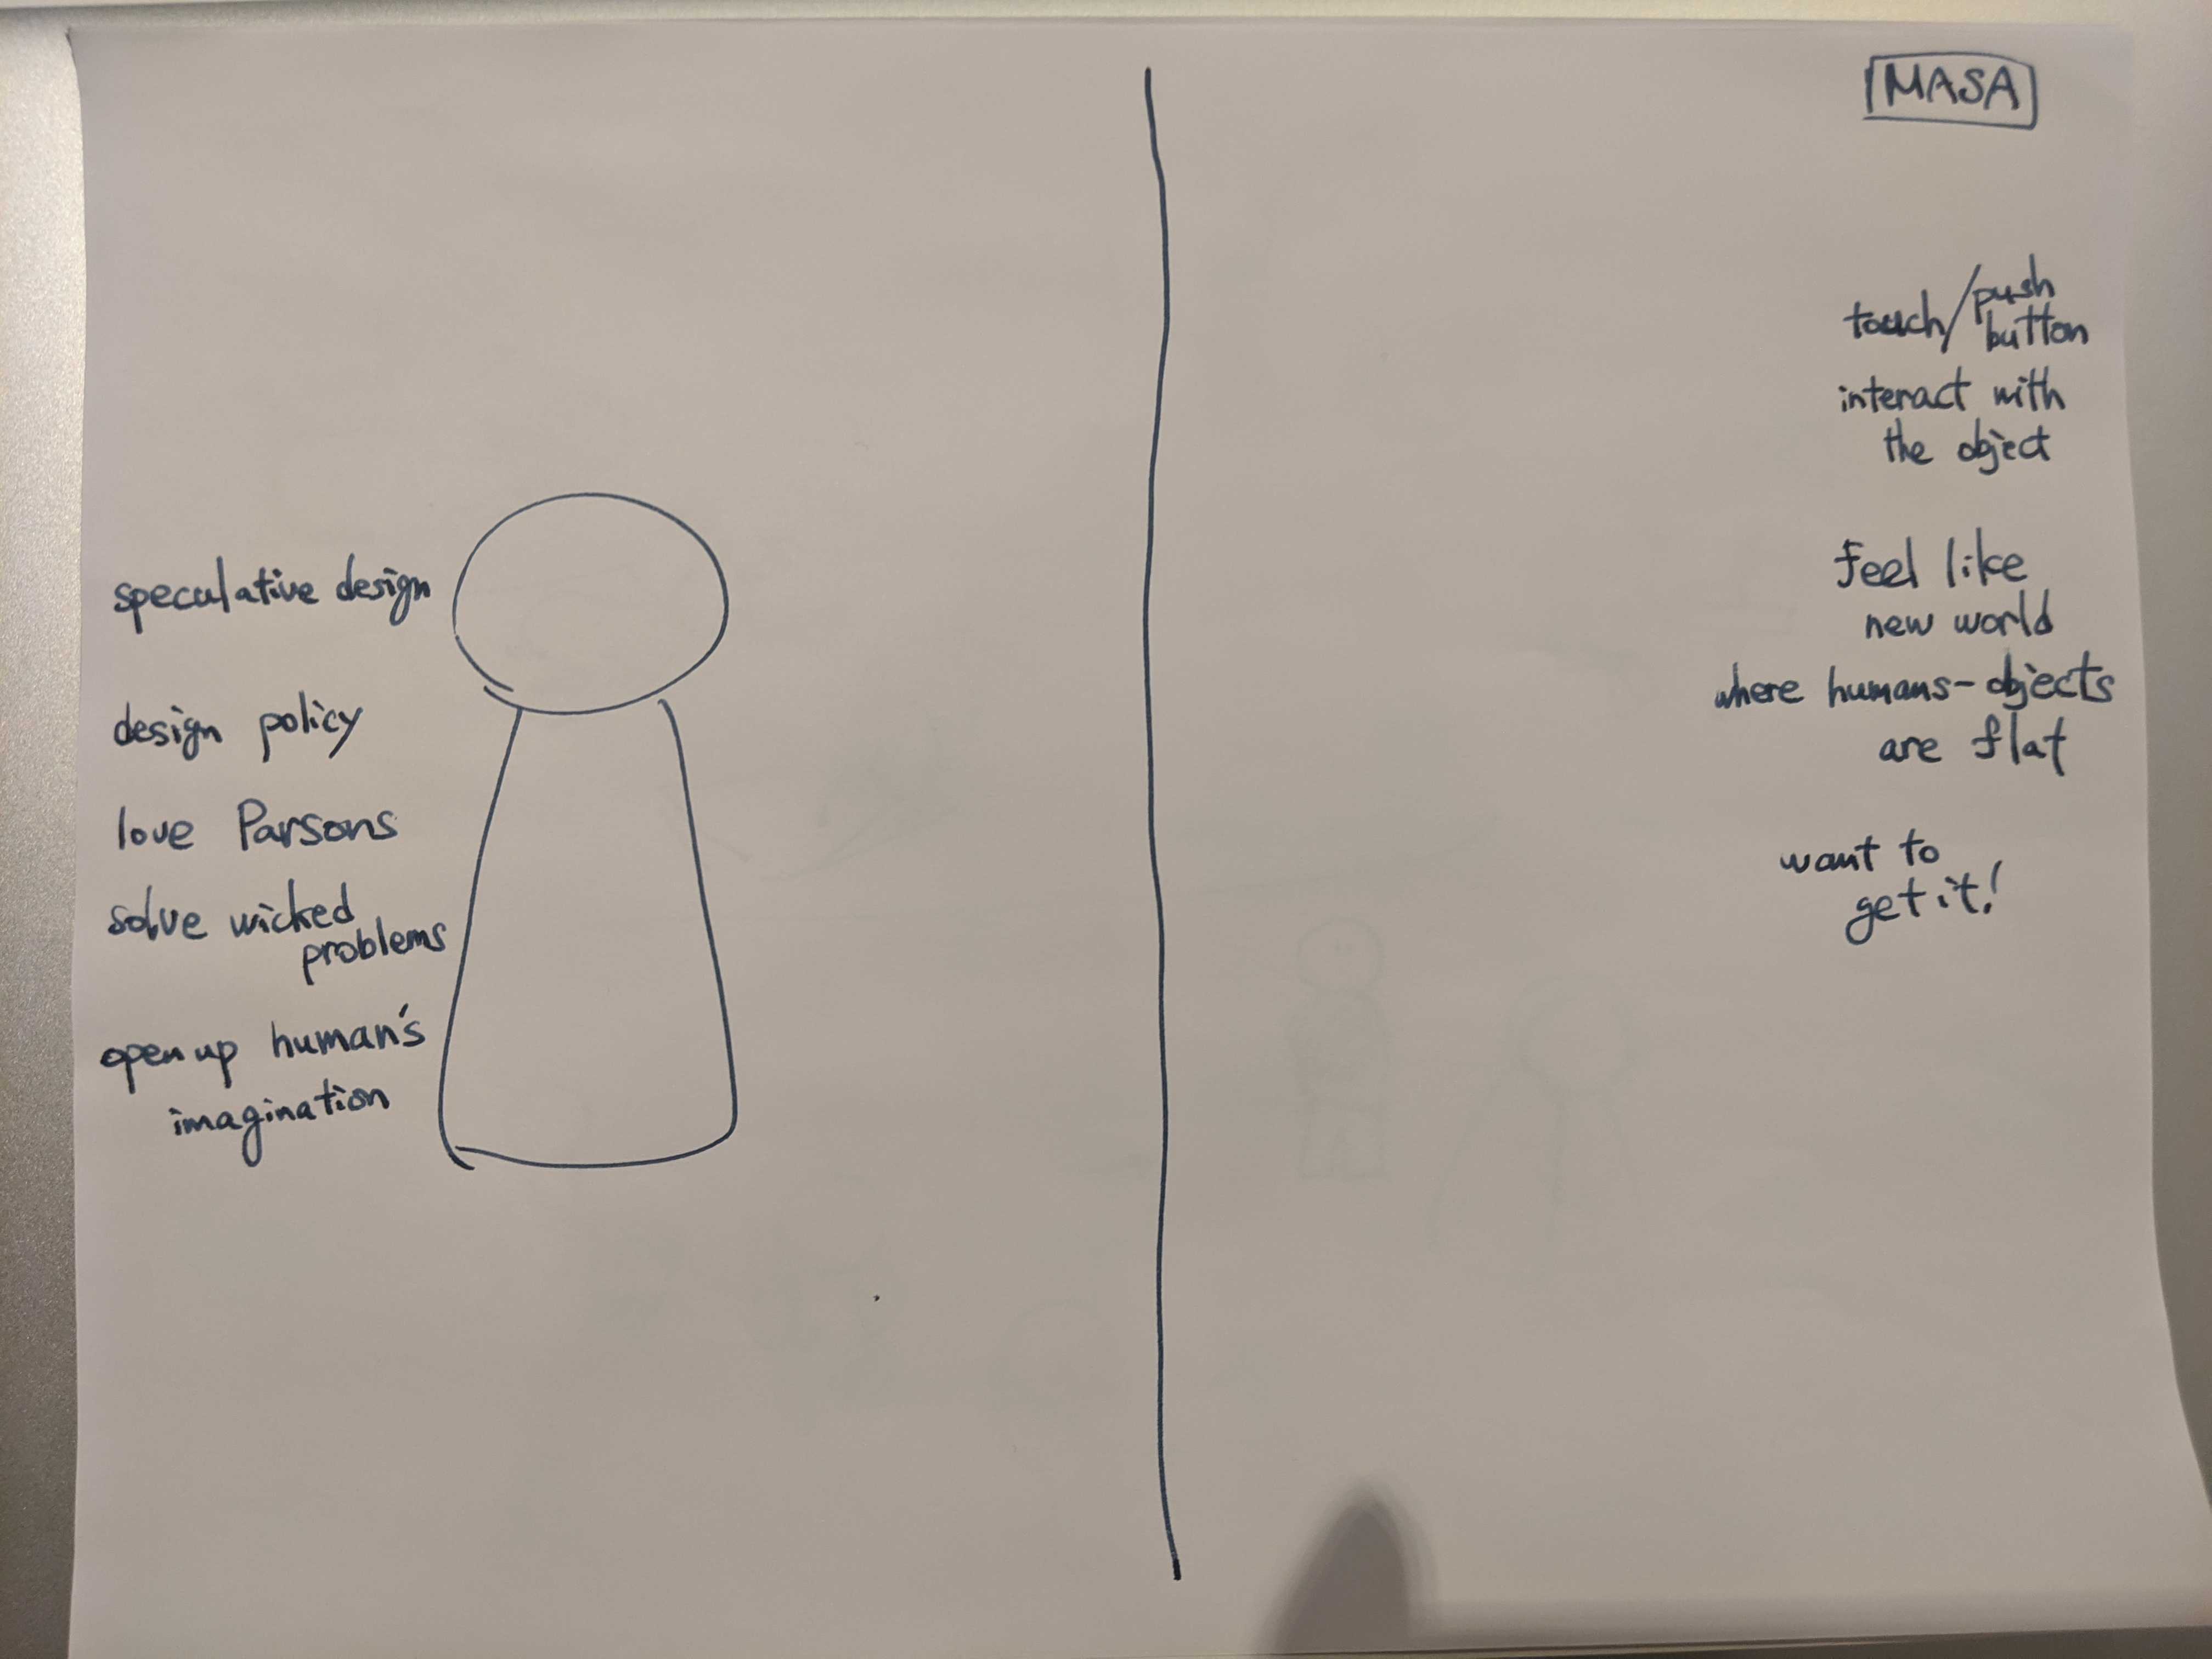 MASA
speculative design
design policy
love Parsons
solve wicked
problems
open up human's
imagination
touch/push
button
interact with
the object
feel like
new world
where humans-objects
are flat
want to
get it!